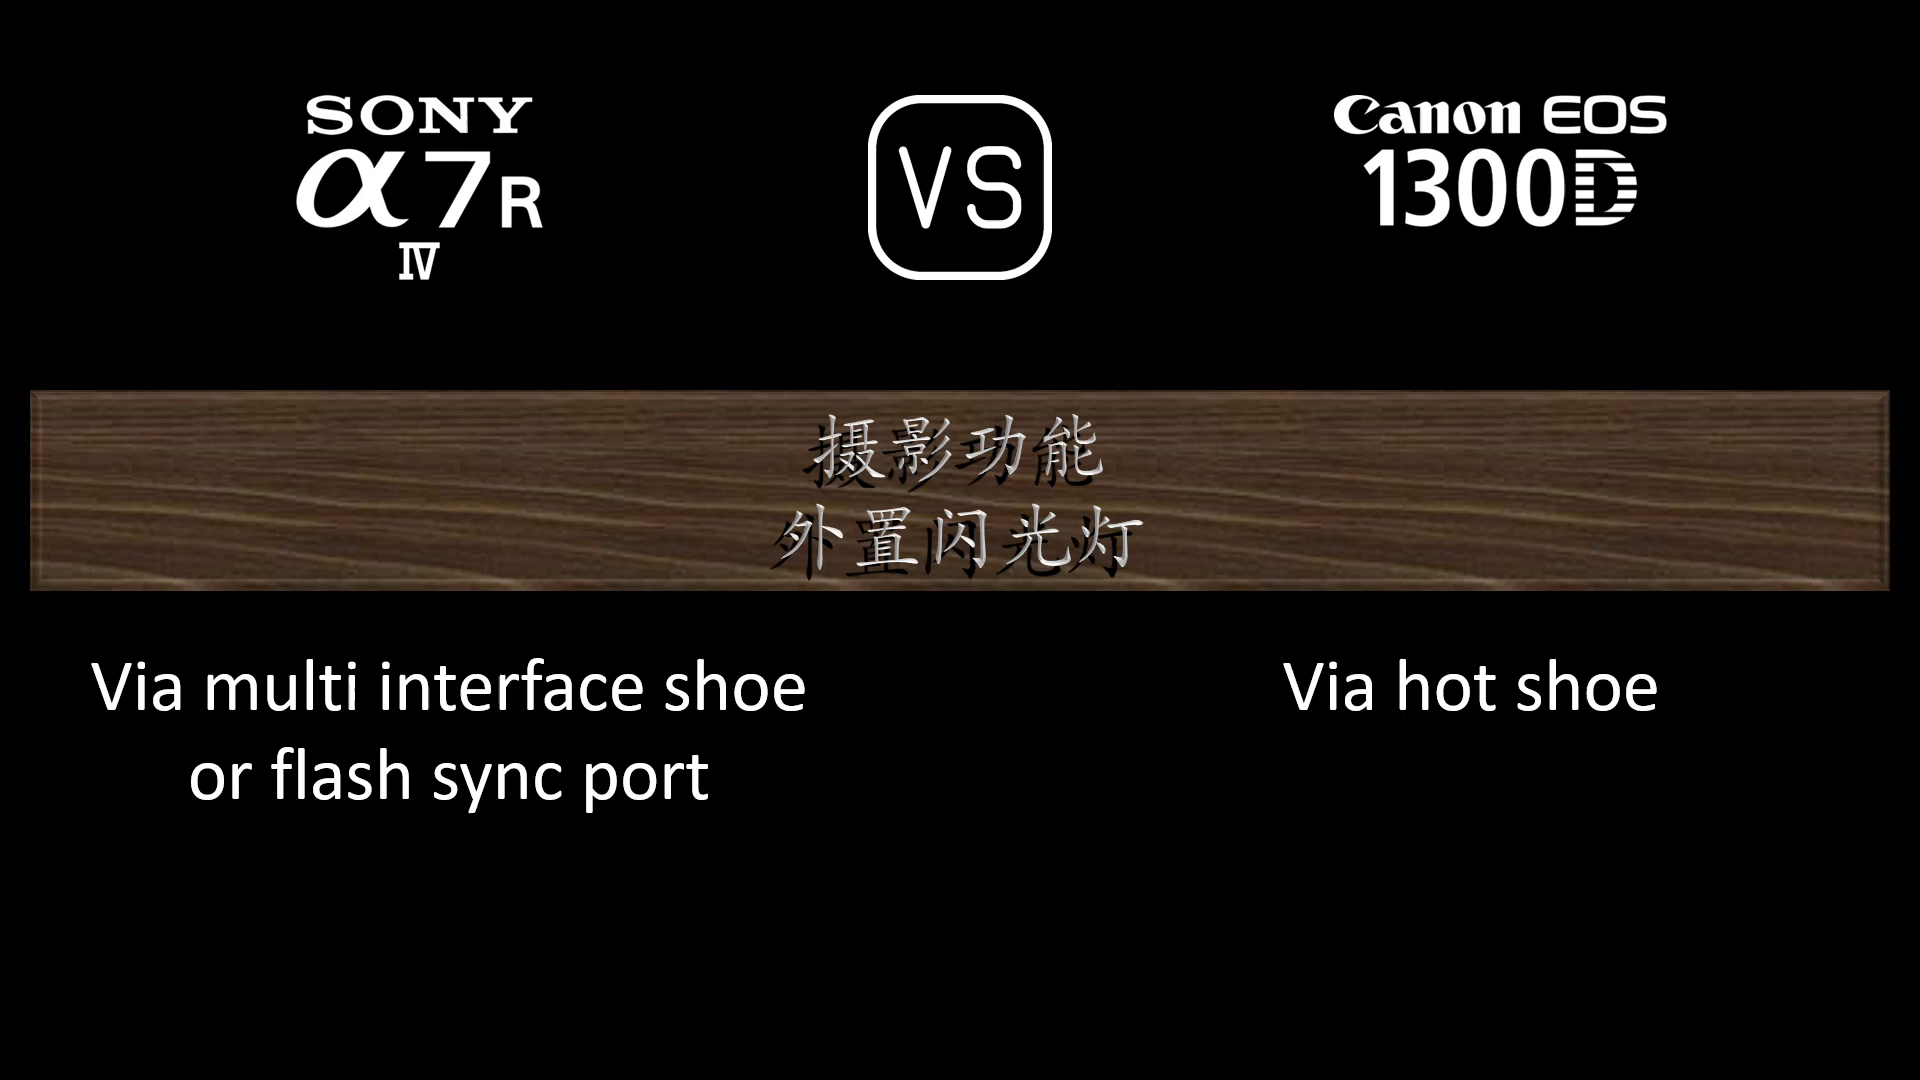 SONY
α7R
IV
VS
Canon EOS
1300D
摄影功能
外置闪光灯
Via multi interface shoe
or flash sync port
Via hot shoe